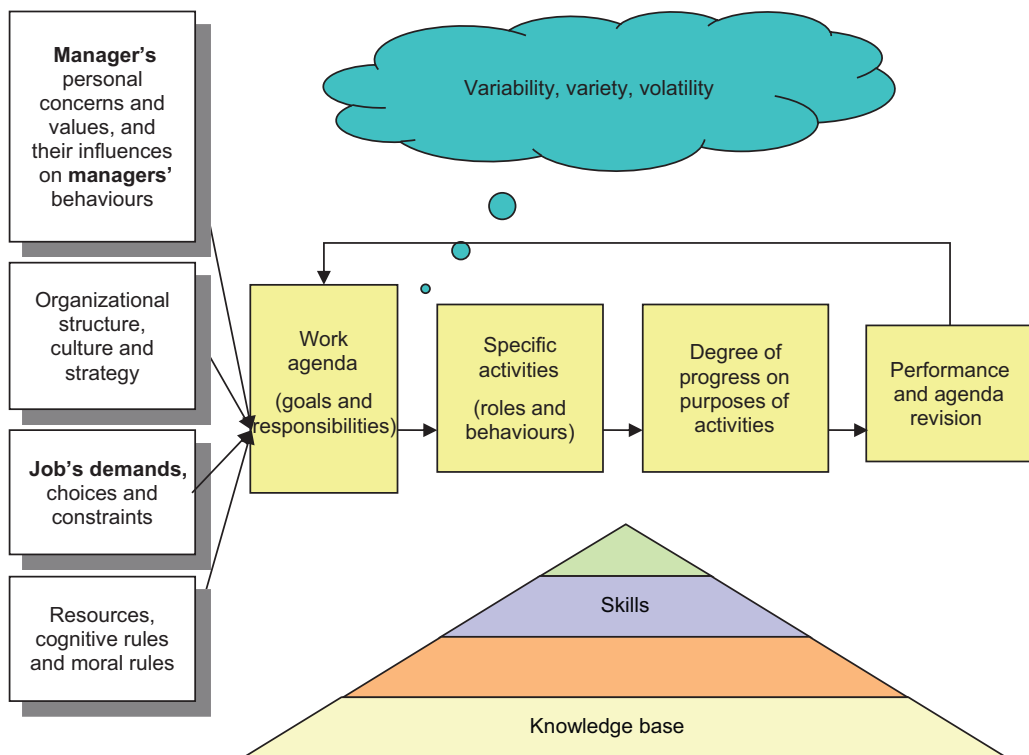 Manager's
personal
concerns and
values, and
their influences
on managers'
behaviours
Variability, variety, volatility
Organizational
structure,
culture and
strategy
Job's demands,
choices and
constraints
Resources,
cognitive rules
and moral rules
Work
agenda
(goals and
responsibilities)
Specific
activities
(roles and
behaviours)
Degree of
progress on
purposes of
activities
Performance
and agenda
revision
Skills
Knowledge base